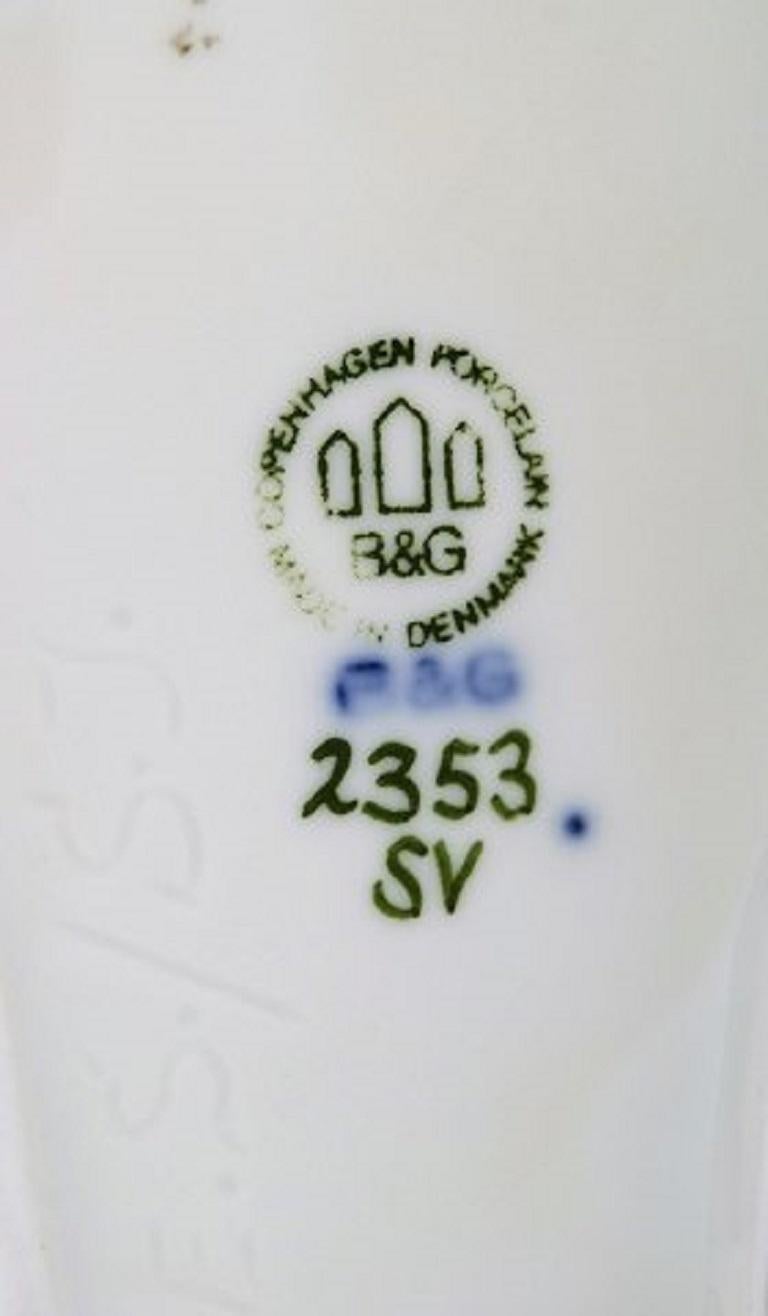 COPENHAGEN PORCELAIN
B&G
MADE IN DENMARK
B&G
2353
SV
E.S./S.J.